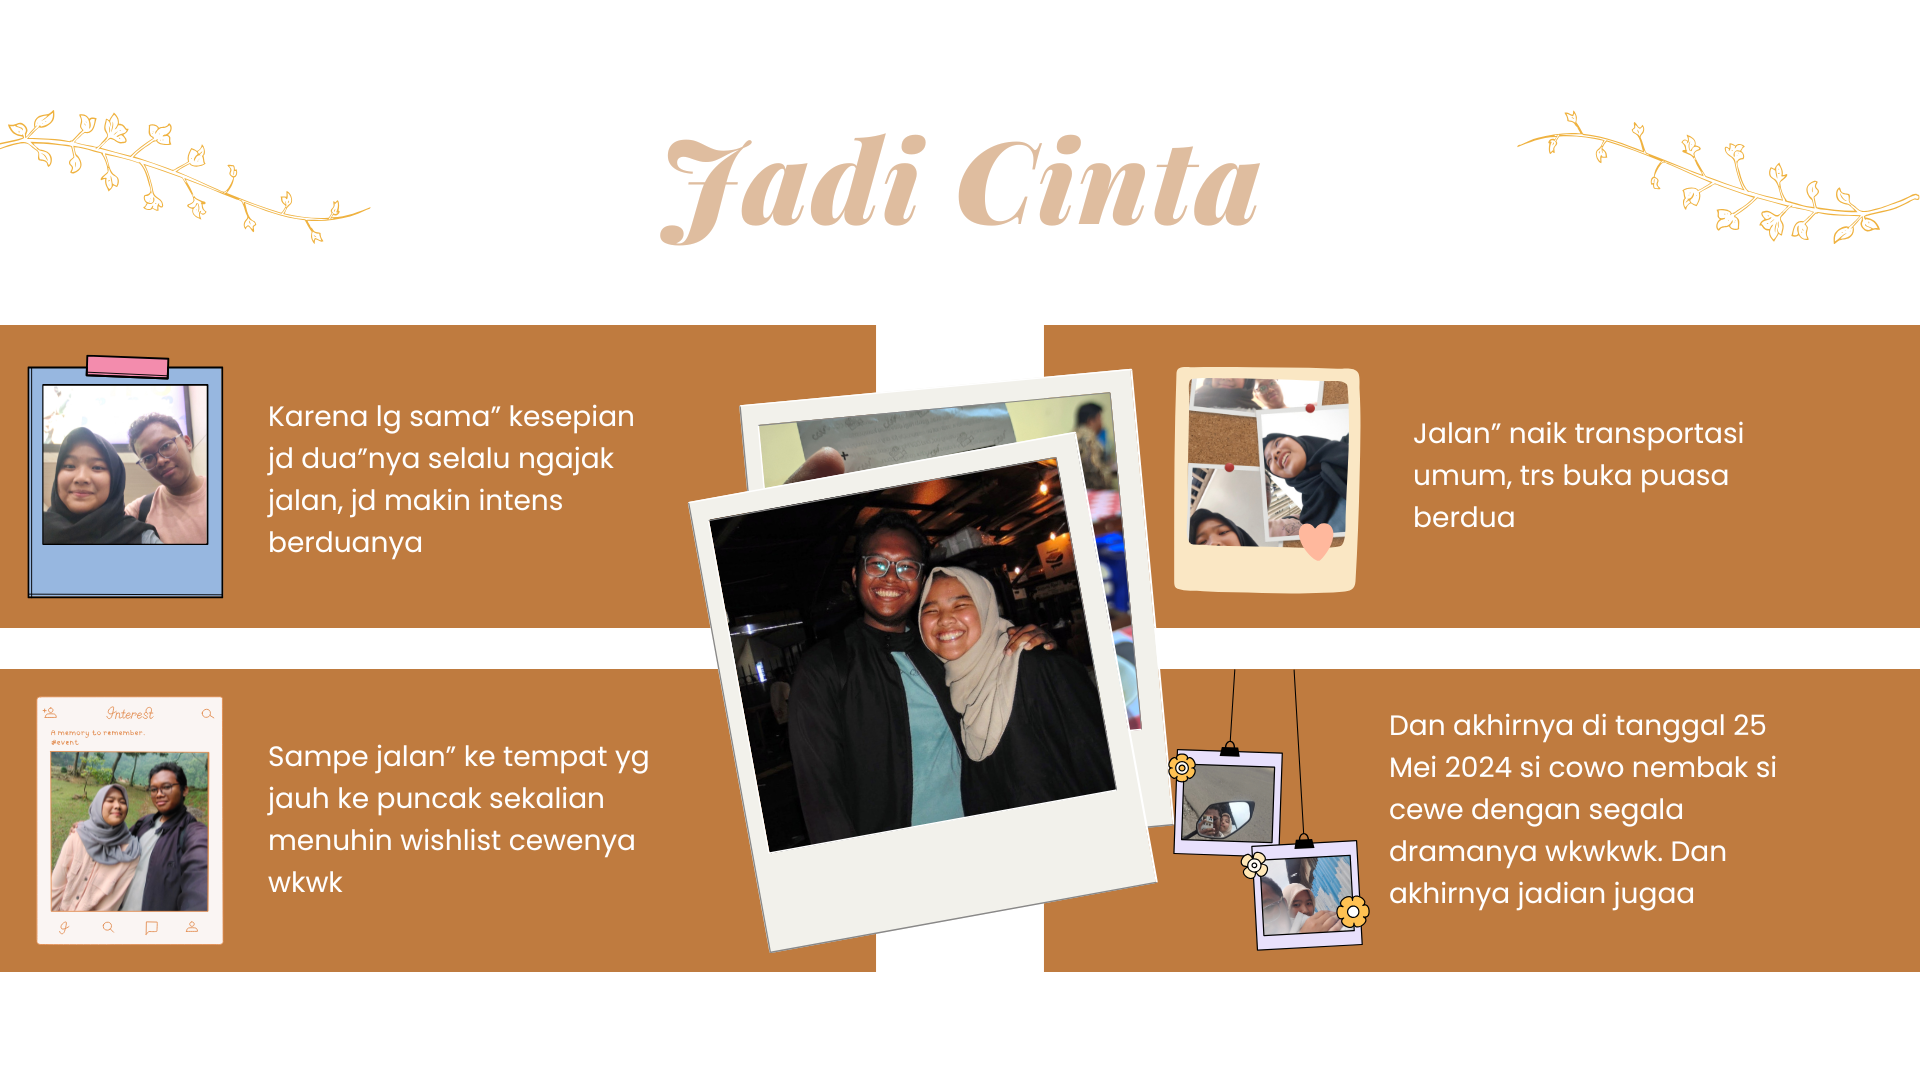 Jadi Cinta
Karena lg sama” kesepian
jd dua”nya selalu ngajak
jalan, jd makin intens
berduanya
Jalan” naik transportasi
umum, trs buka puasa
berdua
Interest
A memory to remember.
#event
Sampe jalan” ke tempat yg
jauh ke puncak sekalian
menuhin wishlist cewenya
wkwk
Dan akhirnya di tanggal 25
Mei 2024 si cowo nembak si
cewe dengan segala
dramanya wkwkwk. Dan
akhirnya jadian jugaa